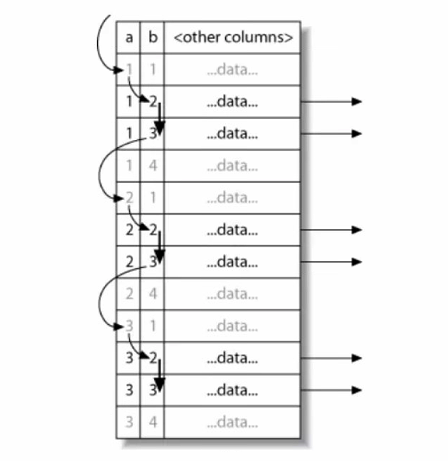 a b <other columns>
1 1 ...data...
1 2 ...data...
1 3 ...data...
1 4 ...data...
2 1 ...data...
2 2 ...data...
2 3 ...data...
2 4 ...data...
3 1 ...data...
3 2 ...data...
3 3 ...data...
3 4 ...data...